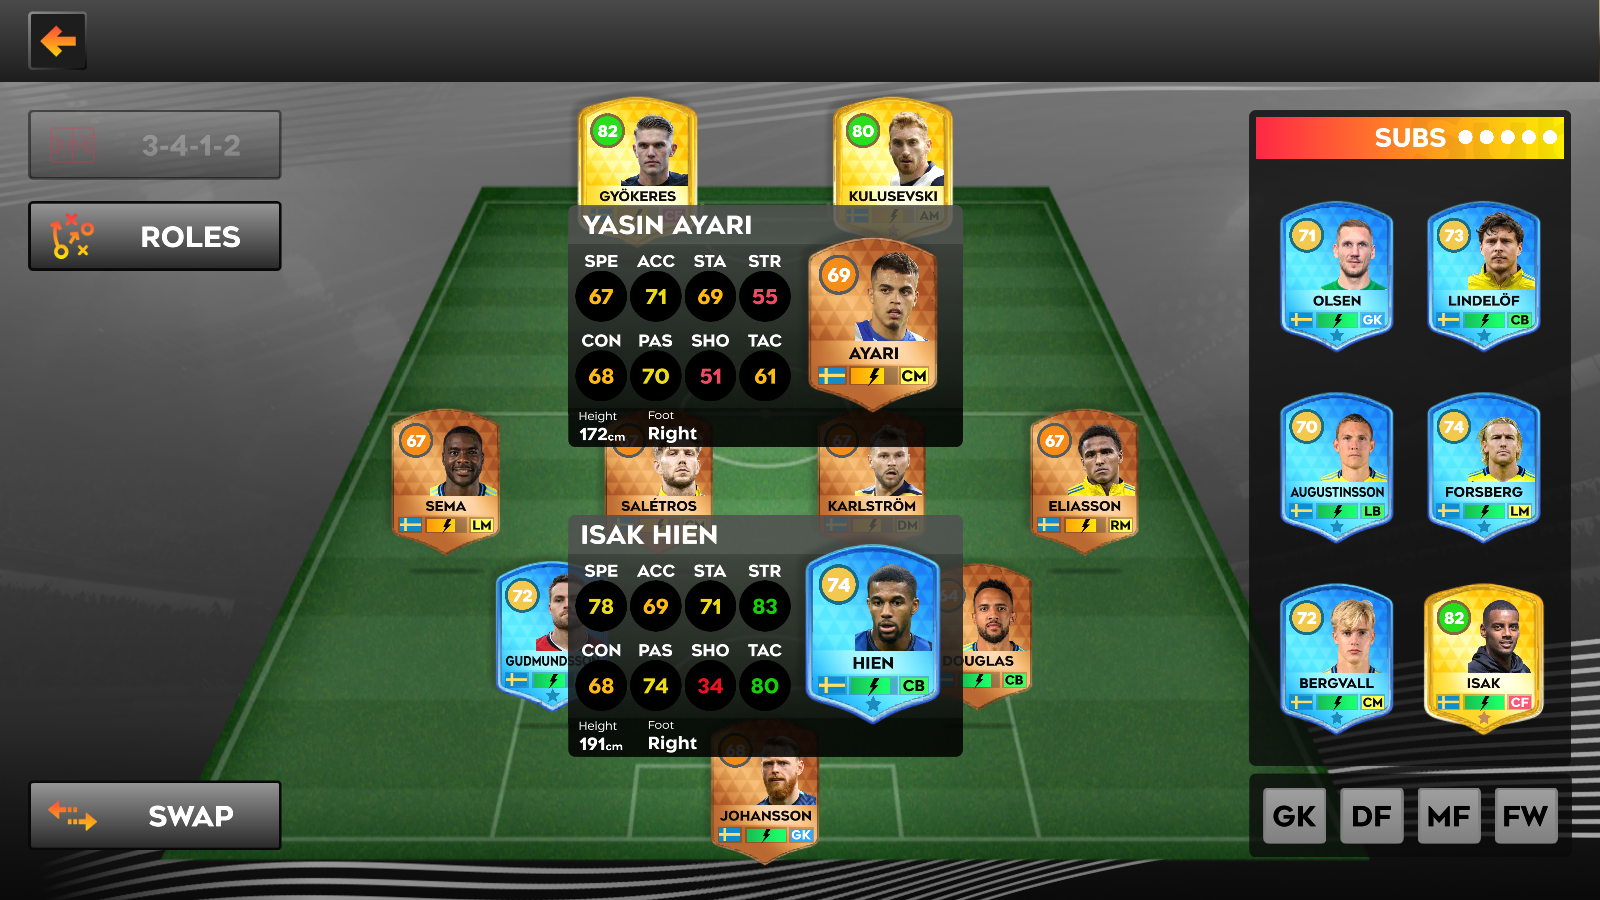 3-4-1-2
ROLES
SWAP
82
GYÖKERES
80
KULUSEVSKI
AM
YASIN AYARI
SPE ACC STA STR
67 71 69 55
CON PAS SHO TAC
68 70 51 61
Height Foot
172cm Right
69
AYARI
CM
67
SEMA
LM
SALÉTROS
67
KARLSTRÖM
DM
67
ELIASSON
RM
ISAK HIEN
SPE ACC STA STR
78 69 71 83
CON PAS SHO TAC
68 74 34 80
Height Foot
191cm Right
74
HIEN
CB
72
GUDMUNDSSON
64
DOUGLAS
CB
68
JOHANSSON
GK
SUBS
71
OLSEN
GK
73
LINDELÖF
CB
70
AUGUSTINSSON
LB
74
FORSBERG
LM
72
BERGVALL
CM
82
ISAK
CF
GK DF MF FW